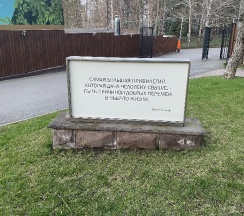 САМАЯ БОЛЬШАЯ ПРИВИЛЕГИЯ,
КОТОРАЯ ДАНА ЧЕЛОВЕКУ СВЫШЕ, -
БЫТЬ ПРИЧИНОЙ ДОБРЫХ ПЕРЕМЕН
В ЧЬЕЙ-ТО ЖИЗНИ.